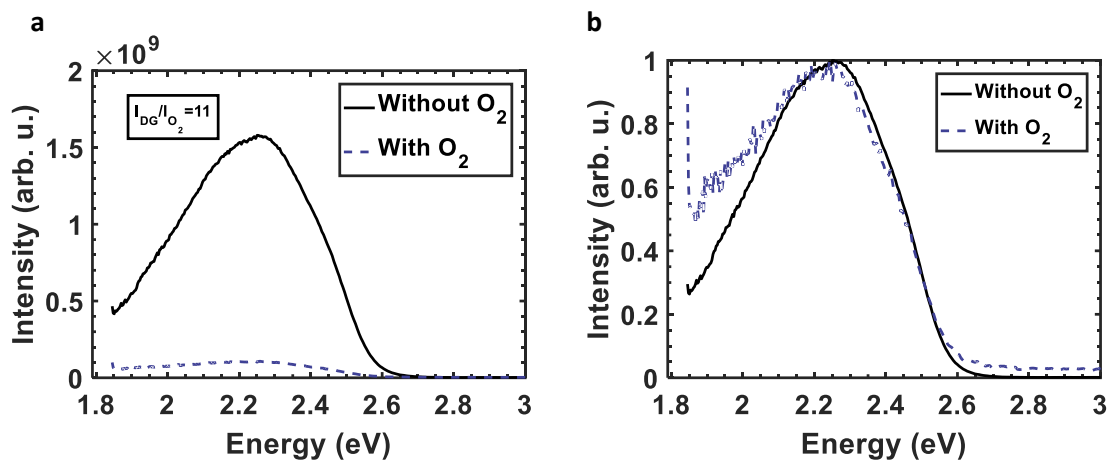 a
×10⁹
2
1.5
1
0.5
0
I_DG/I_O₂=11
Without O₂
With O₂
Intensity (arb. u.)
1.8 2 2.2 2.4 2.6 2.8 3
Energy (eV)
b
1
0.8
0.6
0.4
0.2
0
Without O₂
With O₂
Intensity (arb. u.)
1.8 2 2.2 2.4 2.6 2.8 3
Energy (eV)